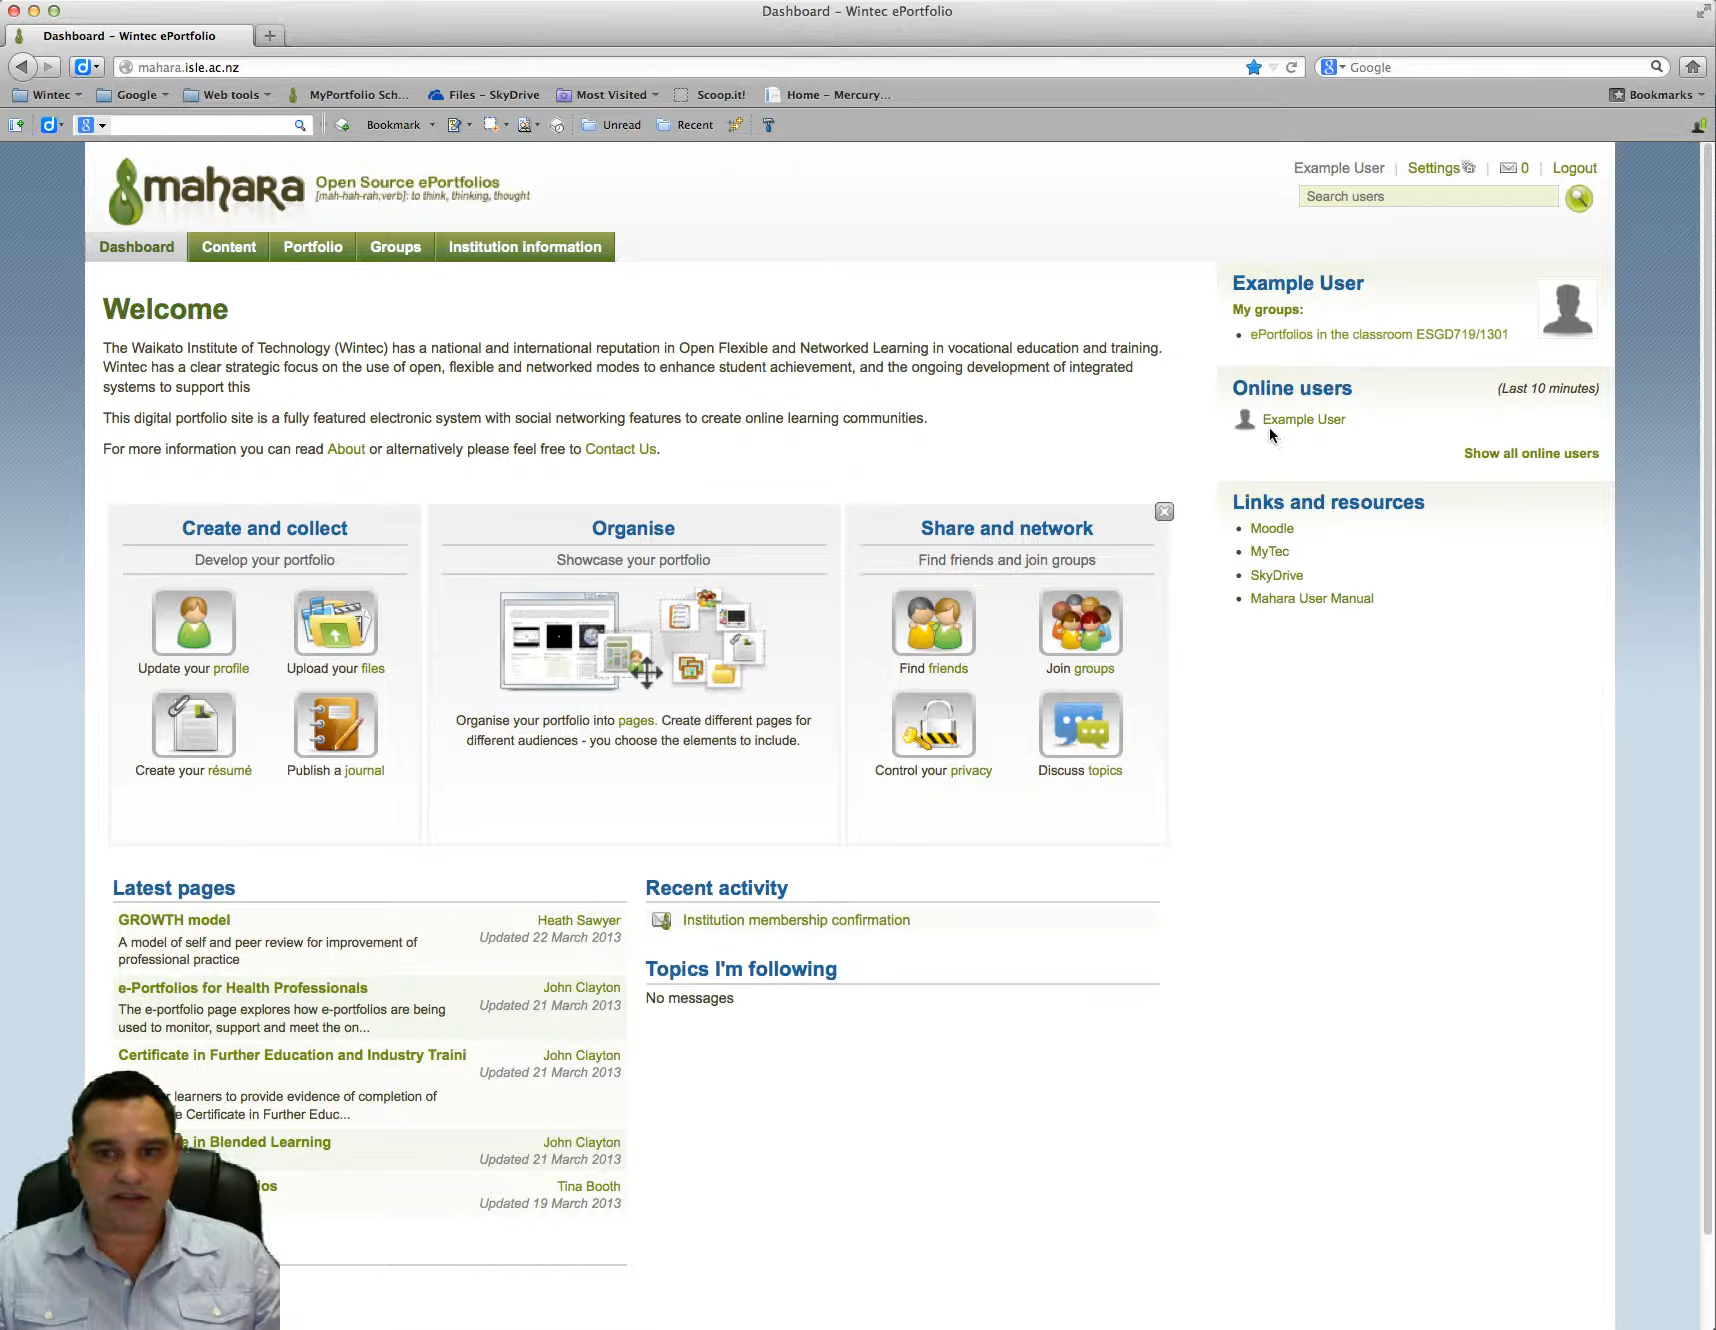 Dashboard – Wintec ePortfolio
Dashboard – Wintec ePortfolio
mahara.isle.ac.nz
Google
Wintec
Google
Web tools
MyPortfolio Sch...
Files – SkyDrive
Most Visited
Scoop.it!
Home – Mercury...
Bookmarks
Bookmark
Unread
Recent
mahara
Open Source ePortfolios
[mah-hah-rah;verb]: to think, thinking, thought
Example User | Settings | 0 | Logout
Search users
Dashboard
Content
Portfolio
Groups
Institution information
Welcome
The Waikato Institute of Technology (Wintec) has a national and international reputation in Open Flexible and Networked Learning in vocational education and training.
Wintec has a clear strategic focus on the use of open, flexible and networked modes to enhance student achievement, and the ongoing development of integrated
systems to support this
This digital portfolio site is a fully featured electronic system with social networking features to create online learning communities.
For more information you can read About or alternatively please feel free to Contact Us.
Create and collect
Develop your portfolio
Update your profile
Upload your files
Create your résumé
Publish a journal
Organise
Showcase your portfolio
Organise your portfolio into pages. Create different pages for
different audiences - you choose the elements to include.
Share and network
Find friends and join groups
Find friends
Join groups
Control your privacy
Discuss topics
Latest pages
GROWTH model
Heath Sawyer
Updated 22 March 2013
A model of self and peer review for improvement of
professional practice
e-Portfolios for Health Professionals
John Clayton
Updated 21 March 2013
The e-portfolio page explores how e-portfolios are being
used to monitor, support and meet the on...
Certificate in Further Education and Industry Traini
John Clayton
Updated 21 March 2013
learners to provide evidence of completion of
Certificate in Further Educ...
in Blended Learning
John Clayton
Updated 21 March 2013
Tina Booth
Updated 19 March 2013
Recent activity
Institution membership confirmation
Topics I'm following
No messages
Example User
My groups:
ePortfolios in the classroom ESGD719/1301
Online users
(Last 10 minutes)
Example User
Show all online users
Links and resources
Moodle
MyTec
SkyDrive
Mahara User Manual